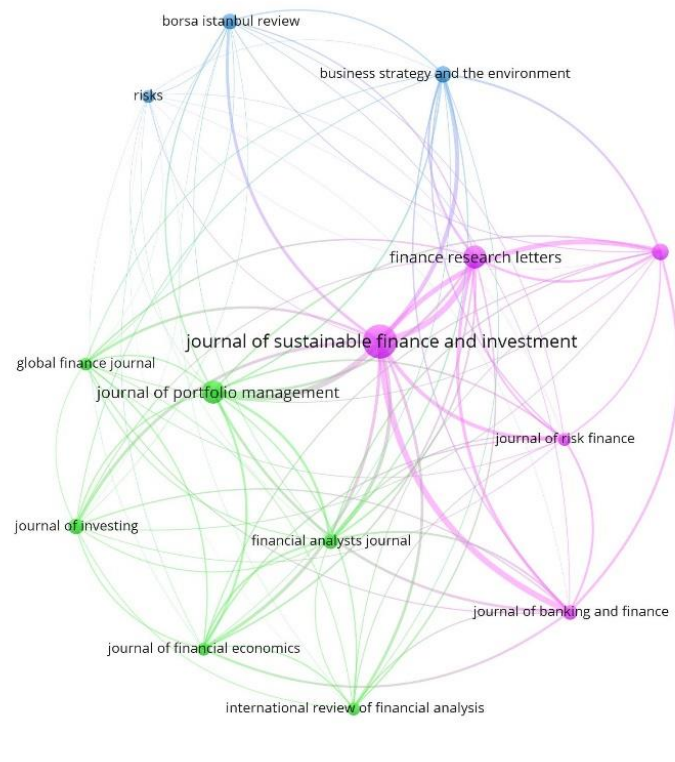 borsa istanbul review
business strategy and the environment
risks
finance research letters
journal of sustainable finance and investment
global finance journal
journal of portfolio management
journal of risk finance
journal of investing
financial analysts journal
journal of banking and finance
journal of financial economics
international review of financial analysis